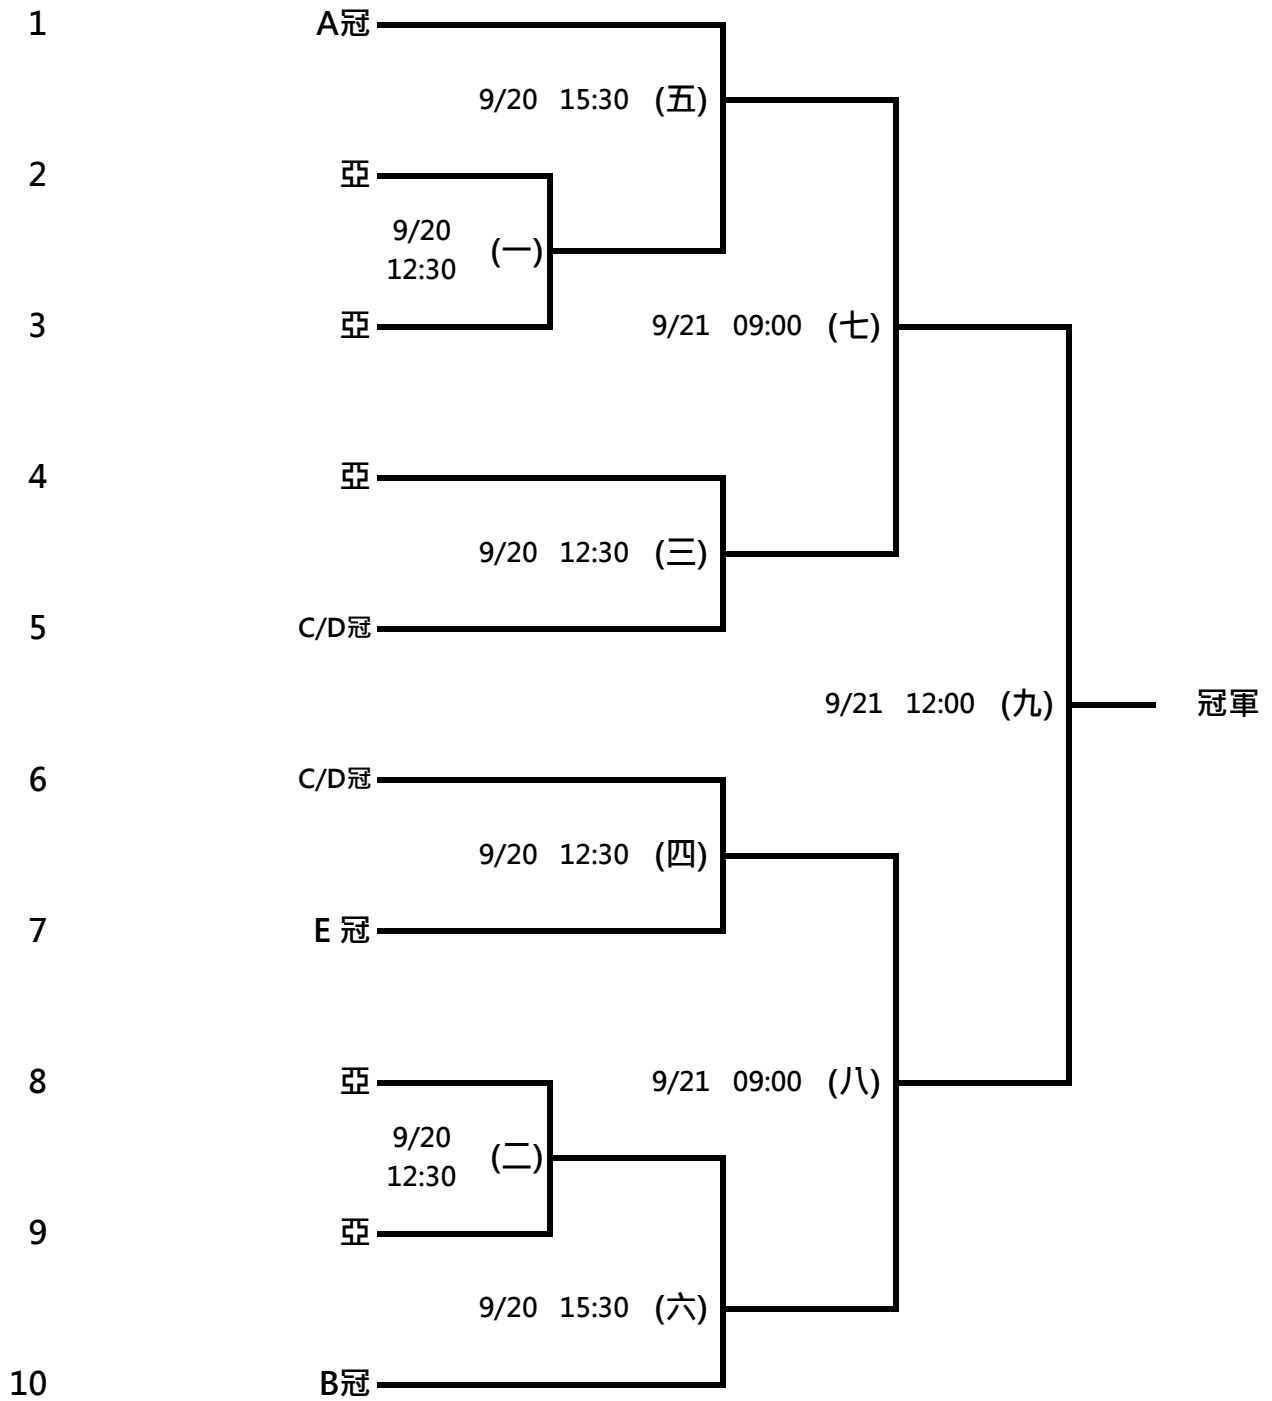 1 A冠
9/20 15:30 (五)
2 亞
9/20
12:30 (一)
3 亞
9/21 09:00 (七)
4 亞
9/20 12:30 (三)
5 C/D冠
9/21 12:00 (九) 冠軍
6 C/D冠
9/20 12:30 (四)
7 E 冠
8 亞
9/21 09:00 (八)
9/20
12:30 (二)
9 亞
9/20 15:30 (六)
10 B冠